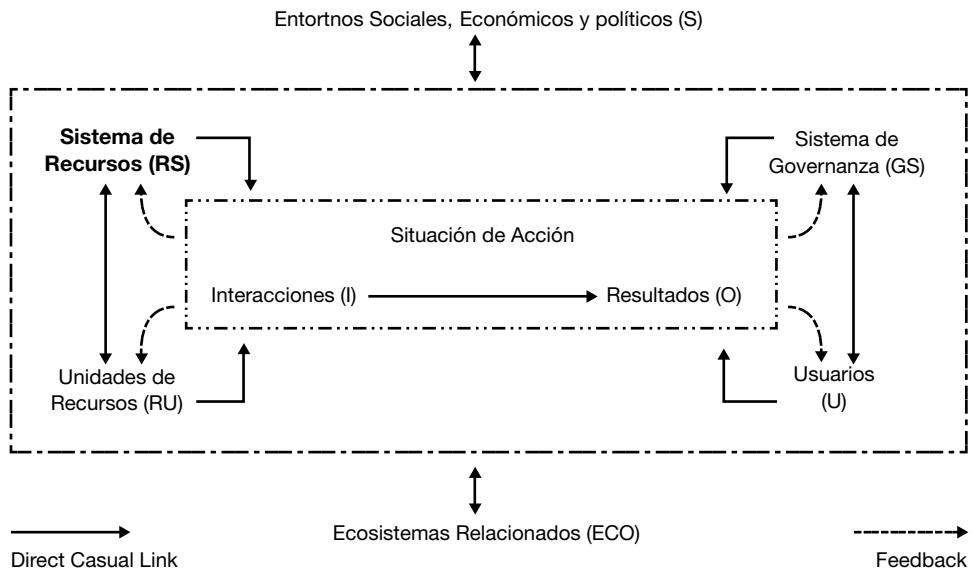 Entortnos Sociales, Económicos y políticos (S)
Sistema de
Recursos (RS)
Sistema de
Governanza (GS)
Situación de Acción
Interacciones (I)
Resultados (O)
Unidades de
Recursos (RU)
Usuarios
(U)
Ecosistemas Relacionados (ECO)
Direct Casual Link
Feedback